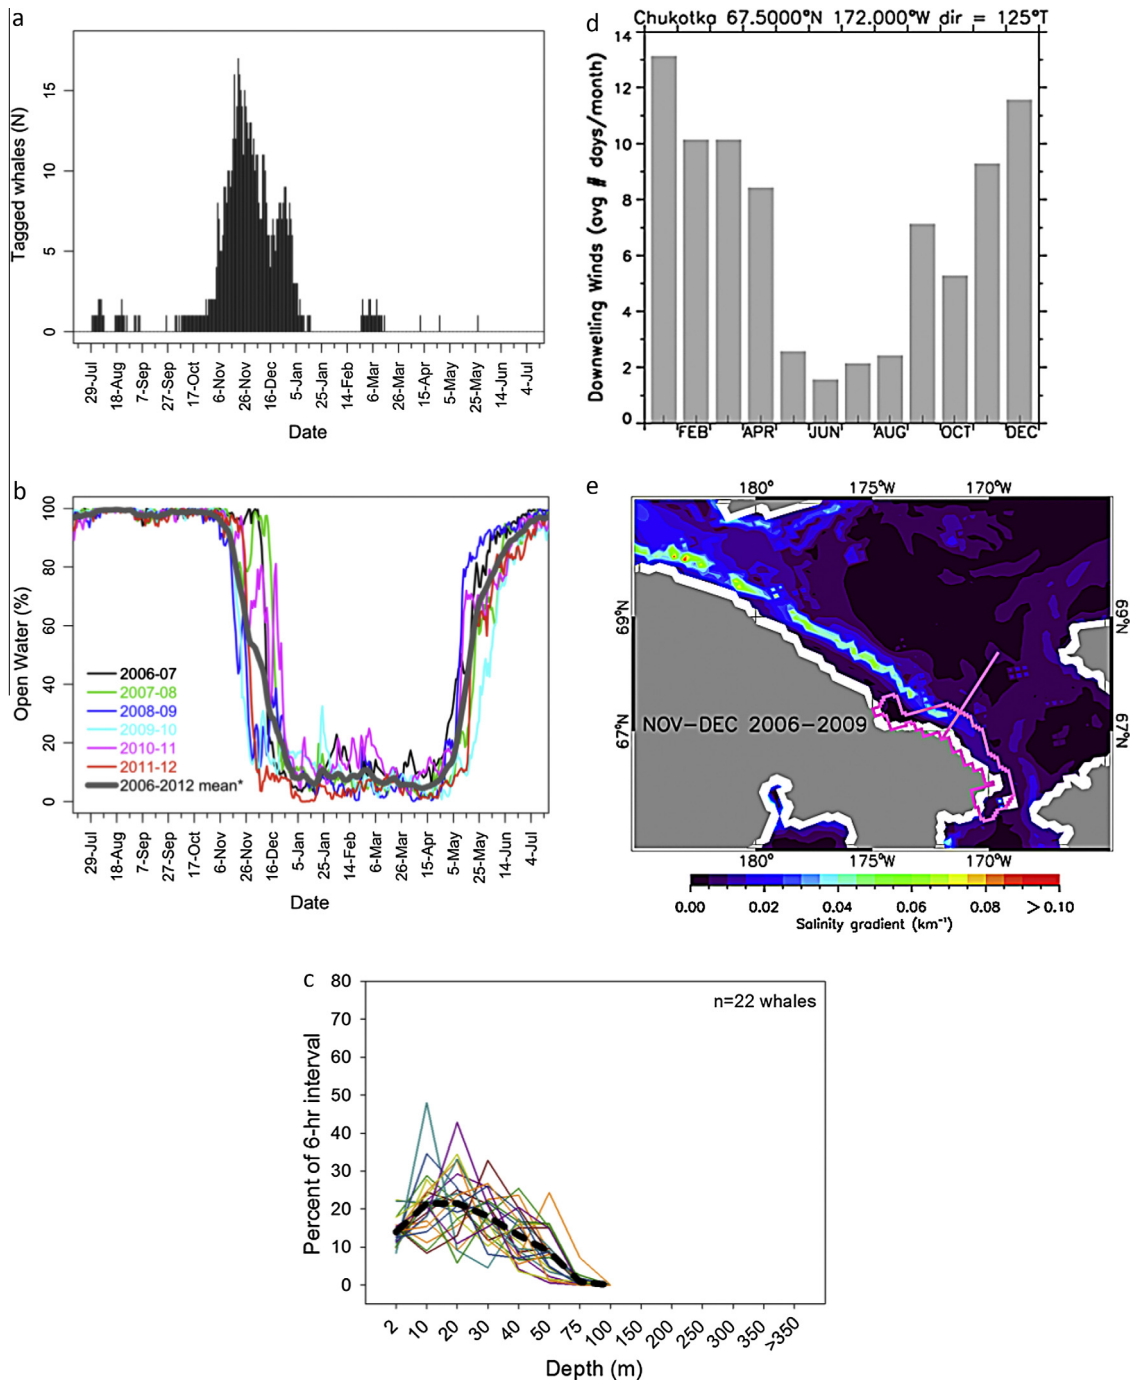 a
Tagged whales (N)
15
10
5
0
29-Jul
18-Aug
7-Sep
27-Sep
17-Oct
6-Nov
26-Nov
16-Dec
5-Jan
25-Jan
14-Feb
6-Mar
26-Mar
15-Apr
5-May
25-May
14-Jun
4-Jul
Date
d
Chukotka 67.5000°N 172.000°W dir = 125°T
Downwelling Winds (avg # days/month)
14
12
10
8
6
4
2
0
FEB
APR
JUN
AUG
OCT
DEC
b
Open Water (%)
100
80
60
40
20
0
2006-07
2007-08
2008-09
2009-10
2010-11
2011-12
2006-2012 mean*
29-Jul
18-Aug
7-Sep
27-Sep
17-Oct
6-Nov
26-Nov
16-Dec
5-Jan
25-Jan
14-Feb
6-Mar
26-Mar
15-Apr
5-May
25-May
14-Jun
4-Jul
Date
e
180° 175°W 170°W
69°N
67°N
69°N
67°N
NOV-DEC 2006-2009
180° 175°W 170°W
0.00 0.02 0.04 0.06 0.08 >0.10
Salinity gradient (km⁻¹)
c
n=22 whales
Percent of 6-hr interval
80
70
60
50
40
30
20
10
0
2
10
20
30
40
50
75
100
150
200
250
300
350
>350
Depth (m)